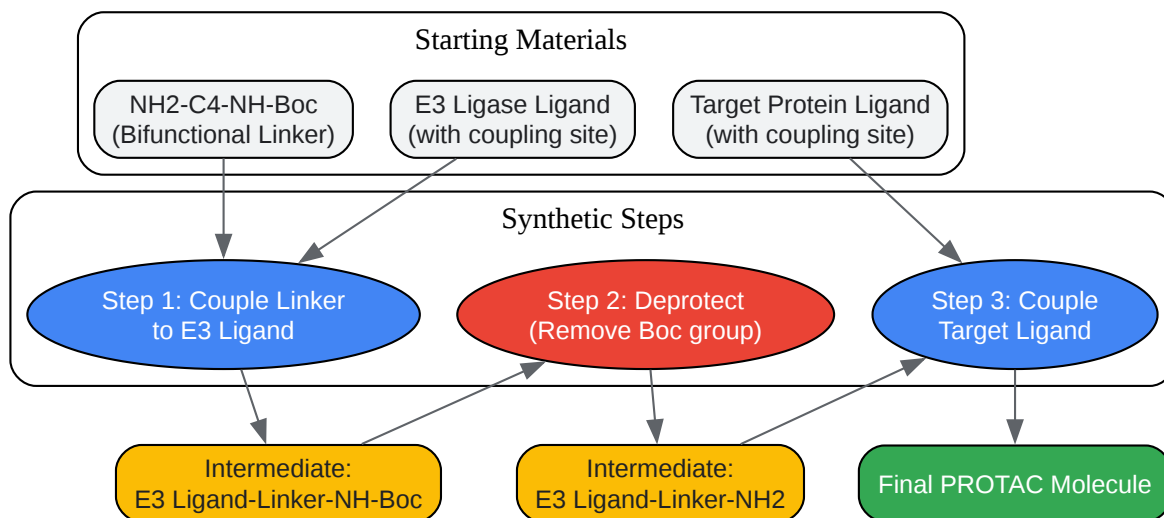 Starting Materials
NH2-C4-NH-Boc
(Bifunctional Linker)
E3 Ligase Ligand
(with coupling site)
Target Protein Ligand
(with coupling site)
Synthetic Steps
Step 1: Couple Linker
to E3 Ligand
Step 2: Deprotect
(Remove Boc group)
Step 3: Couple
Target Ligand
Intermediate:
E3 Ligand-Linker-NH-Boc
Intermediate:
E3 Ligand-Linker-NH2
Final PROTAC Molecule